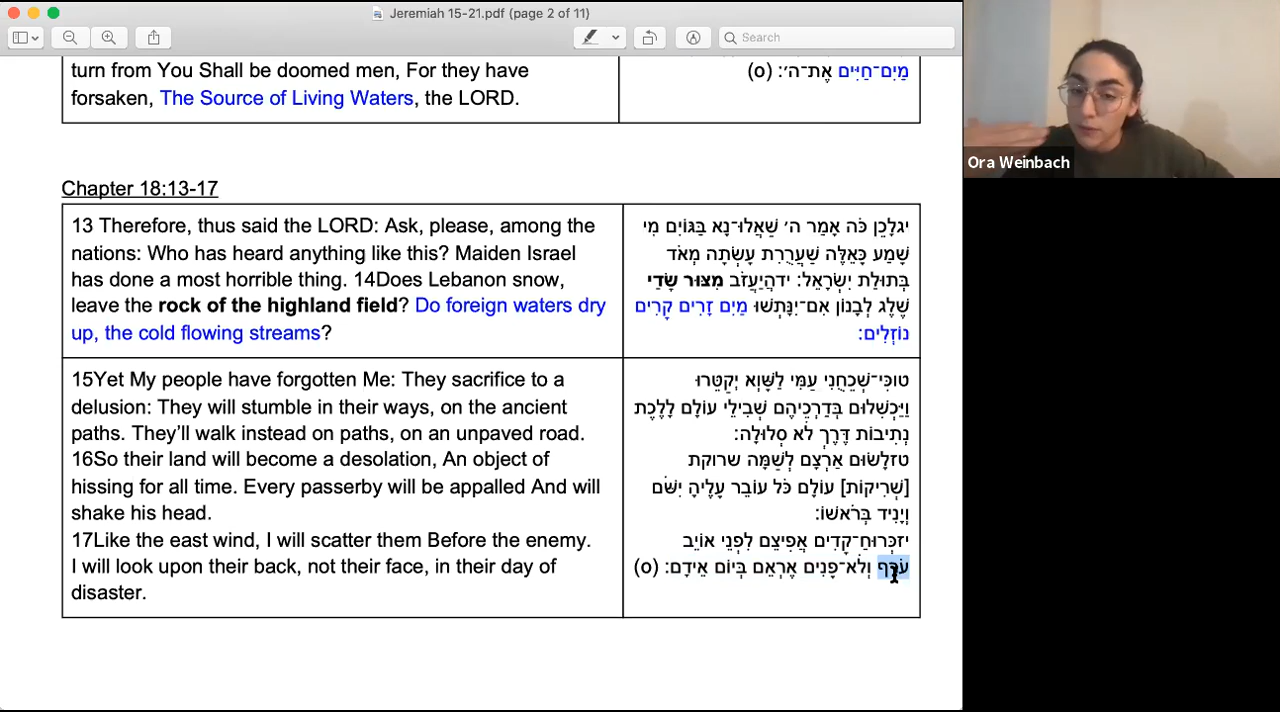 Jeremiah 15-21.pdf (page 2 of 11)
Search
turn from You Shall be doomed men, For they have
forsaken, The Source of Living Waters, the LORD.
מַיִם־חַיִּים אֶת־ה׳׃ (ס)
Chapter 18:13-17
13 Therefore, thus said the LORD: Ask, please, among the
nations: Who has heard anything like this? Maiden Israel
has done a most horrible thing. 14Does Lebanon snow,
leave the rock of the highland field? Do foreign waters dry
up, the cold flowing streams?
יגלָכֵן כֹּה אָמַר ה׳ שַׁאֲלוּ־נָא בַּגּוֹיִם מִי
שָׁמַע כָּאֵלֶּה שַׁעֲרֻרִת עָשְׂתָה מְאֹד
בְּתוּלַת יִשְׂרָאֵל׃ ידהֲיַעֲזֹב מִצּוּר שָׂדַי
שֶׁלֶג לְבָנוֹן אִם־יִנָּתְשׁוּ מַיִם זָרִים קָרִים
נוֹזְלִים׃
15Yet My people have forgotten Me: They sacrifice to a
delusion: They will stumble in their ways, on the ancient
paths. They’ll walk instead on paths, on an unpaved road.
16So their land will become a desolation, An object of
hissing for all time. Every passerby will be appalled And will
shake his head.
17Like the east wind, I will scatter them Before the enemy.
I will look upon their back, not their face, in their day of
disaster.
טוכִּי־שְׁכֵחֻנִי עַמִּי לַשָּׁוְא יְקַטֵּרוּ
וַיַּכְשִׁלוּם בְּדַרְכֵיהֶם שְׁבִילֵי עוֹלָם לָלֶכֶת
נְתִיבוֹת דֶּרֶךְ לֹא סְלוּלָה׃
טזלָשׂוּם אַרְצָם לְשַׁמָּה שרוקת
[שְׁרִיקוֹת] עוֹלָם כֹּל עוֹבֵר עָלֶיהָ יִשֹּׁם
וְיָנִיד בְּרֹאשׁוֹ׃
יזכְּרוּחַ־קָדִים אֲפִיצֵם לִפְנֵי אוֹיֵב
עֹרֶף וְלֹא־פָנִים אֶרְאֵם בְּיוֹם אֵידָם׃ (ס)
Ora Weinbach